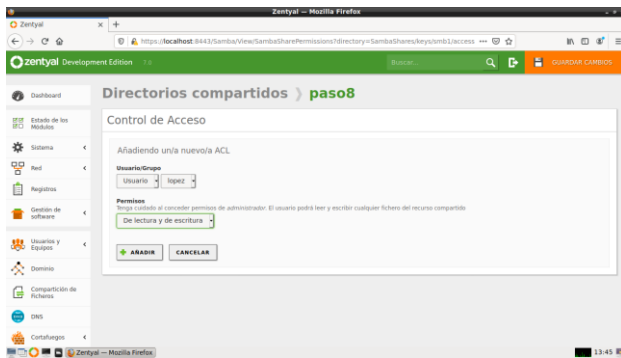 Zentyal — Mozilla Firefox
Zentyal
https://localhost:8443/Samba/View/SambaSharePermissions?directory=SambaShares/keys/smb1/access
zentyal Development Edition 7.0
Buscar...
GUARDAR CAMBIOS
Dashboard
Estado de los
Módulos
Sistema
Red
Registros
Gestión de
software
Usuarios y
Equipos
Dominio
Compartición de
Ficheros
DNS
Cortafuegos
Directorios compartidos
paso8
Control de Acceso
Añadiendo un/a nuevo/a ACL
Usuario/Grupo
Usuario
lopez
Permisos
Tenga cuidado al conceder permisos de administrador. El usuario podrá leer y escribir cualquier fichero del recurso compartido
De lectura y de escritura
AÑADIR
CANCELAR
Zentyal — Mozilla Firefox
13:45